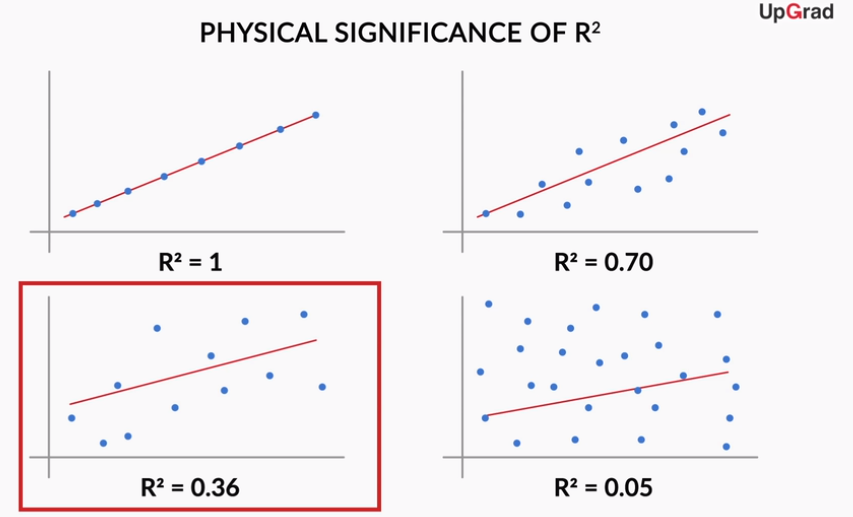 UpGrad
PHYSICAL SIGNIFICANCE OF R²
R² = 1
R² = 0.70
R² = 0.36
R² = 0.05